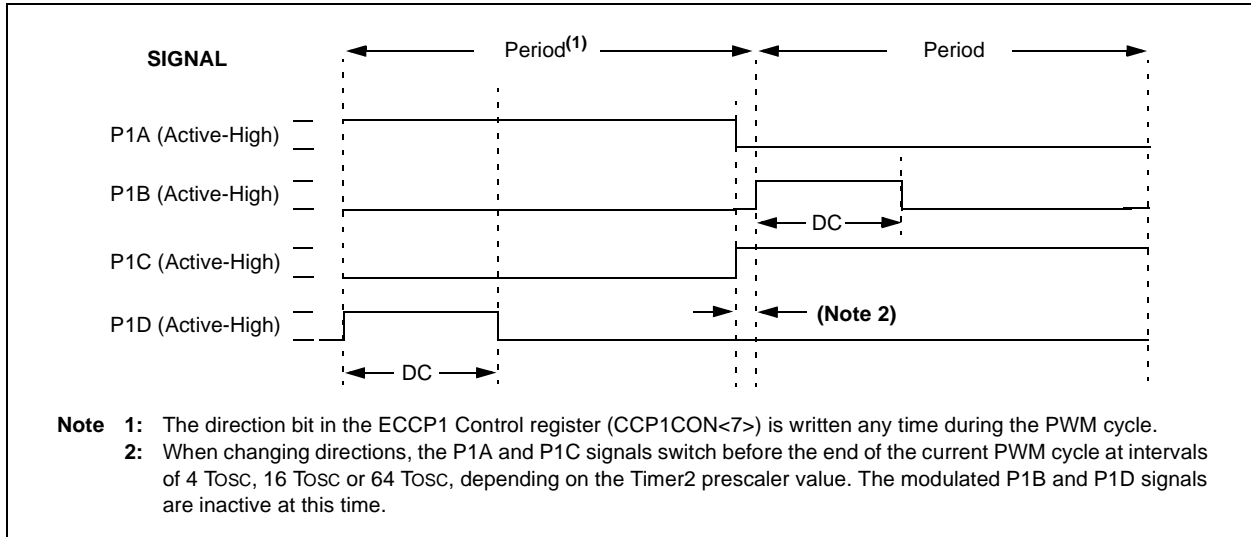 SIGNAL
Period(1)
Period
P1A (Active-High)
P1B (Active-High)
DC
P1C (Active-High)
P1D (Active-High)
(Note 2)
DC
Note 1: The direction bit in the ECCP1 Control register (CCP1CON<7>) is written any time during the PWM cycle.
2: When changing directions, the P1A and P1C signals switch before the end of the current PWM cycle at intervals
of 4 TOSC, 16 TOSC or 64 TOSC, depending on the Timer2 prescaler value. The modulated P1B and P1D signals
are inactive at this time.